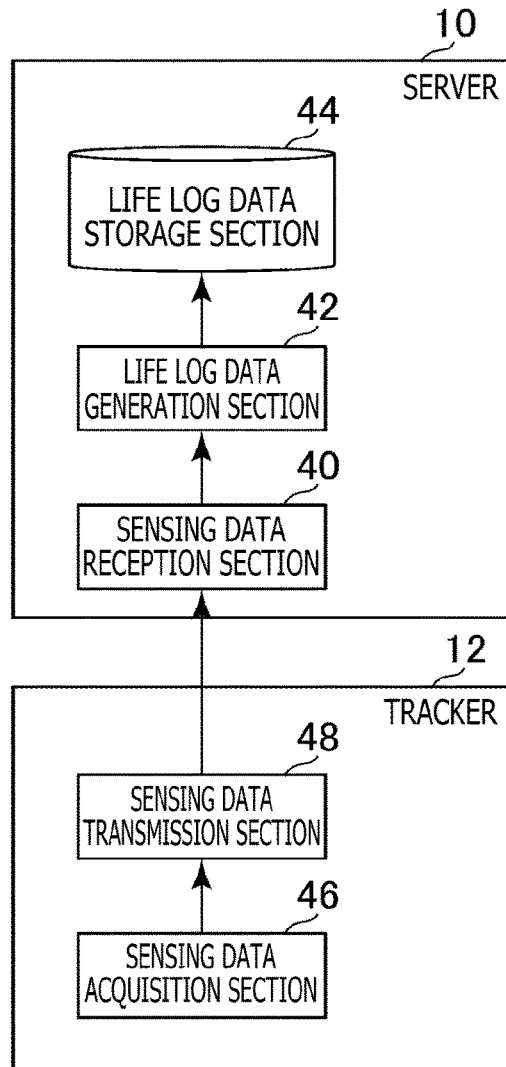 10
SERVER
44
LIFE LOG DATA
STORAGE SECTION
42
LIFE LOG DATA
GENERATION SECTION
40
SENSING DATA
RECEPTION SECTION
12
TRACKER
48
SENSING DATA
TRANSMISSION SECTION
46
SENSING DATA
ACQUISITION SECTION